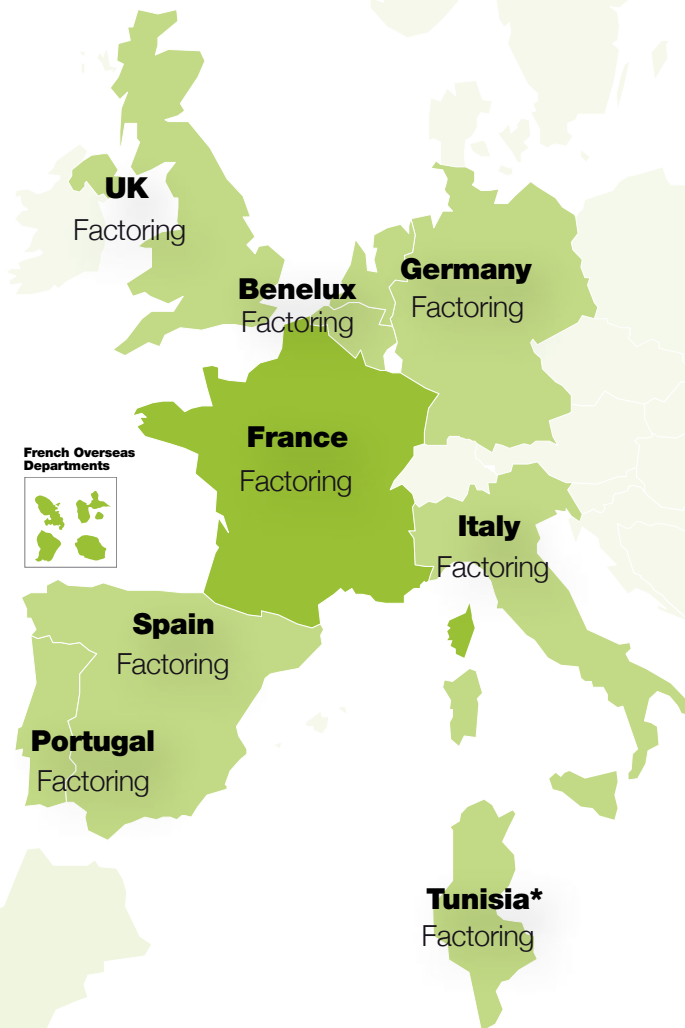 UK
Factoring
Benelux
Factoring
Germany
Factoring
France
Factoring
French Overseas
Departments
Italy
Factoring
Spain
Factoring
Portugal
Factoring
Tunisia*
Factoring